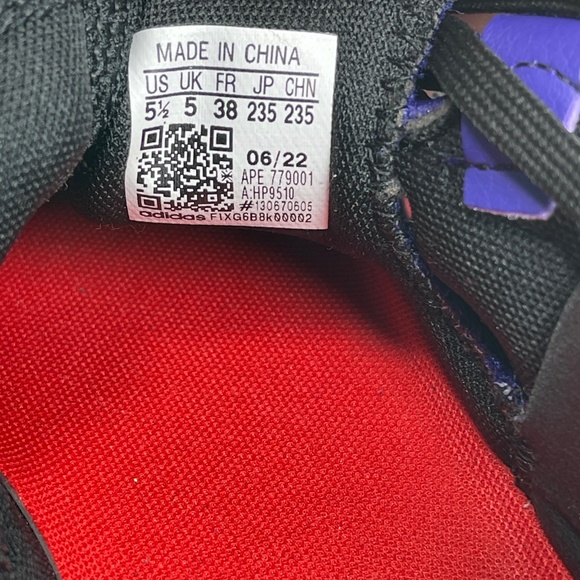 MADE IN CHINA
US UK FR JP CHN
5½ 5 38 235 235
06/22
APE 779001
A:HP9510
#130670605
adidas F1XG6B8k00002